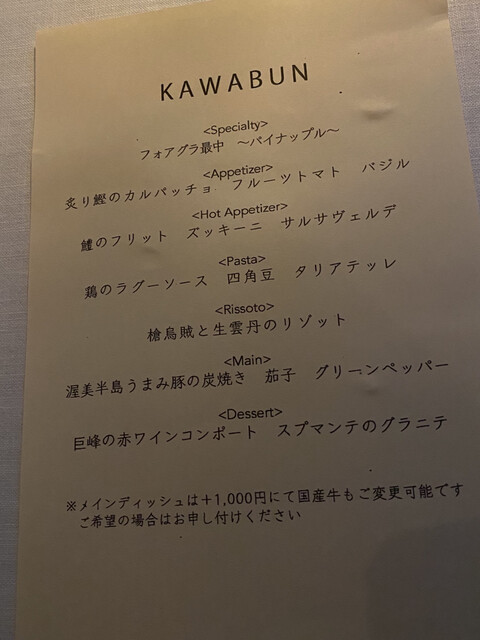 KAWABUN
<Specialty>
フォアグラ最中　～パイナップル～
<Appetizer>
炙り鰹のカルパッチョ　フルーツトマト　バジル
<Hot Appetizer>
鱧のフリット　ズッキーニ　サルサヴェルデ
<Pasta>
鶏のラグーソース　四角豆　タリアテッレ
<Rissoto>
槍烏賊と生雲丹のリゾット
<Main>
渥美半島うまみ豚の炭焼き　茄子　グリーンペッパー
<Dessert>
巨峰の赤ワインコンポート　スプマンテのグラニテ
※メインディッシュは＋1,000円にて国産牛もご変更可能です
ご希望の場合はお申し付けください